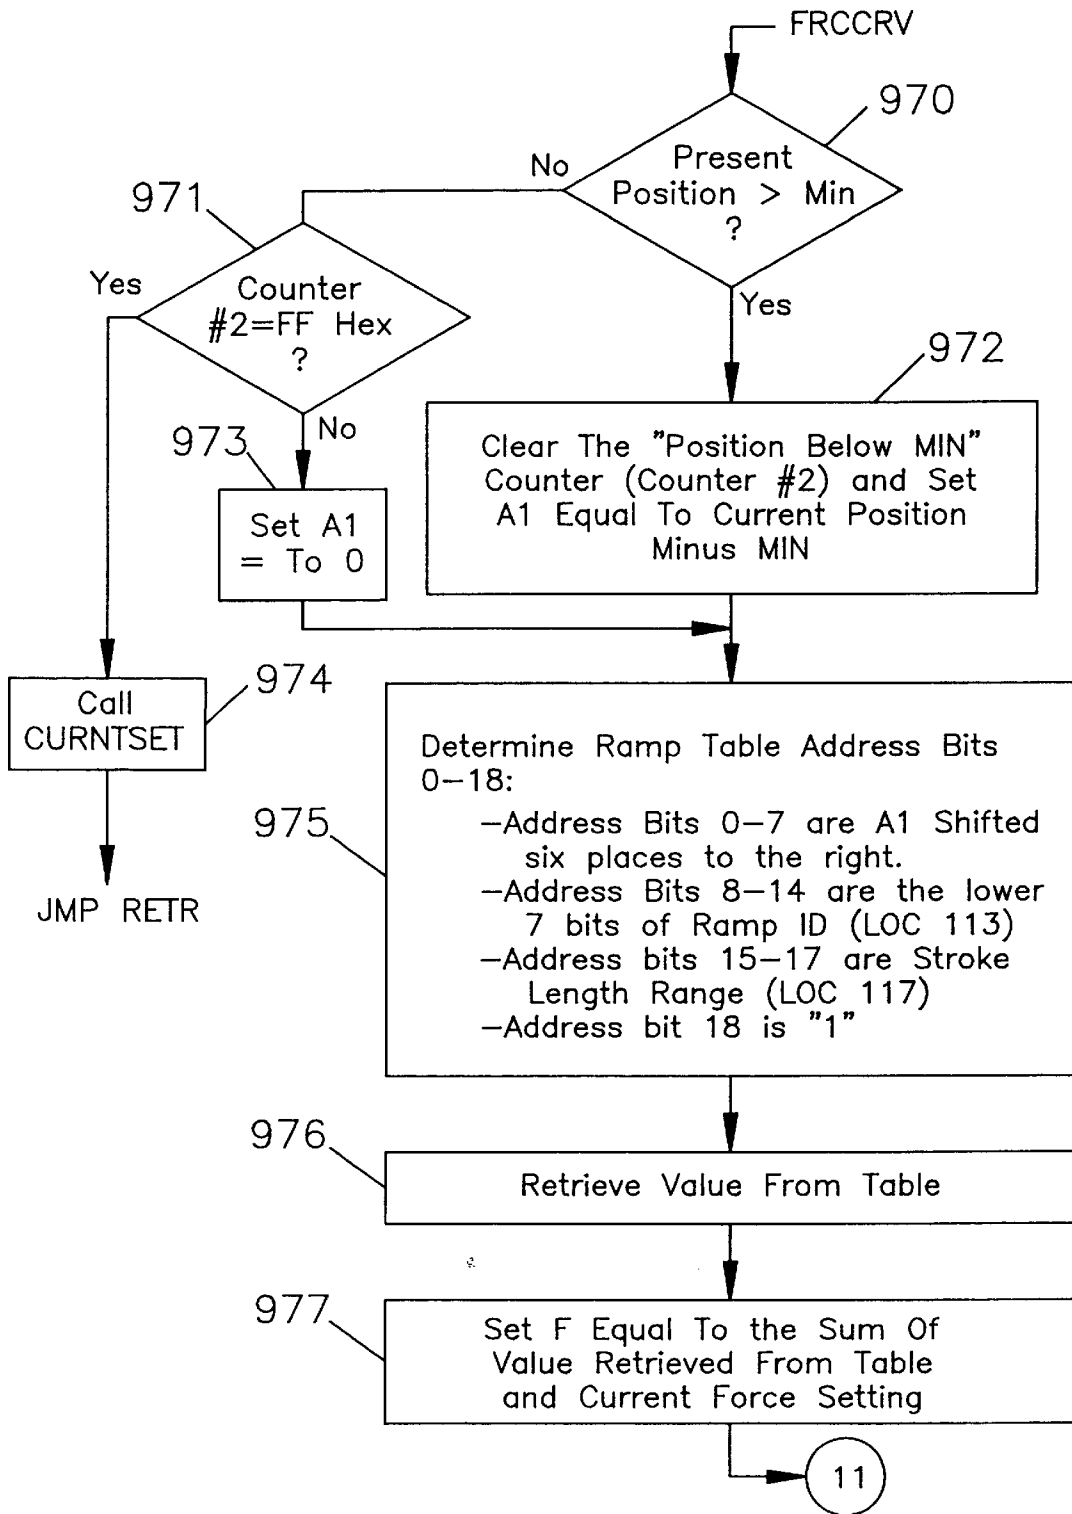 FRCCRV
970
Present
Position > Min
?
No
Yes
971
Counter
#2=FF Hex
?
Yes
No
972
Clear The "Position Below MIN"
Counter (Counter #2) and Set
A1 Equal To Current Position
Minus MIN
973
Set A1
= To 0
974
Call
CURNTSET
JMP RETR
975
Determine Ramp Table Address Bits
0-18:
-Address Bits 0-7 are A1 Shifted
six places to the right.
-Address Bits 8-14 are the lower
7 bits of Ramp ID (LOC 113)
-Address bits 15-17 are Stroke
Length Range (LOC 117)
-Address bit 18 is "1"
976
Retrieve Value From Table
977
Set F Equal To the Sum Of
Value Retrieved From Table
and Current Force Setting
11